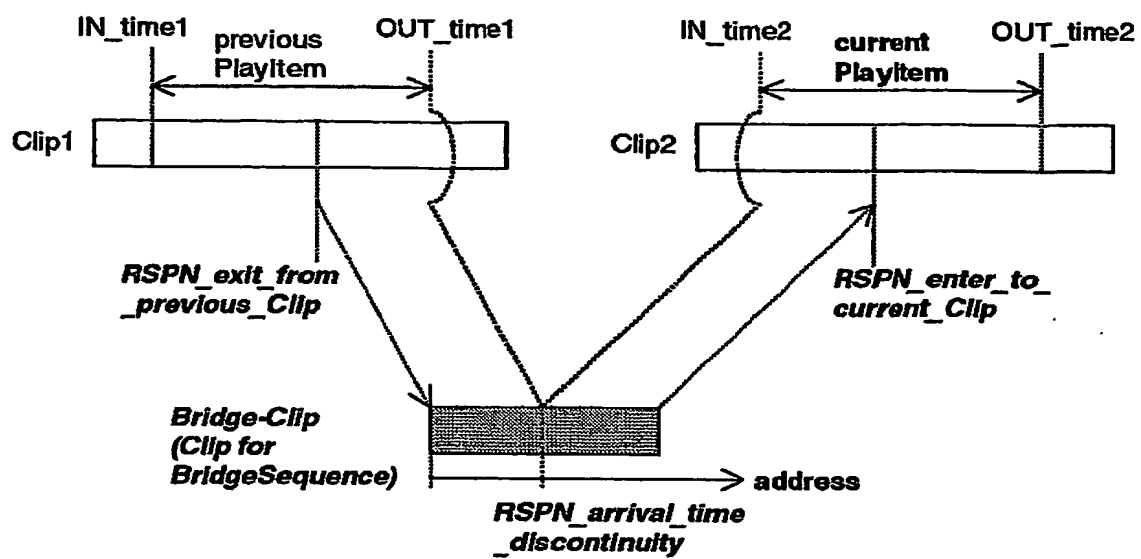 IN_time1
previous
PlayItem
OUT_time1
IN_time2
current
PlayItem
OUT_time2
Clip1
Clip2
RSPN_exit_from
_previous_Clip
RSPN_enter_to_
current_Clip
Bridge-Clip
(Clip for
BridgeSequence)
address
RSPN_arrival_time
_discontinuity